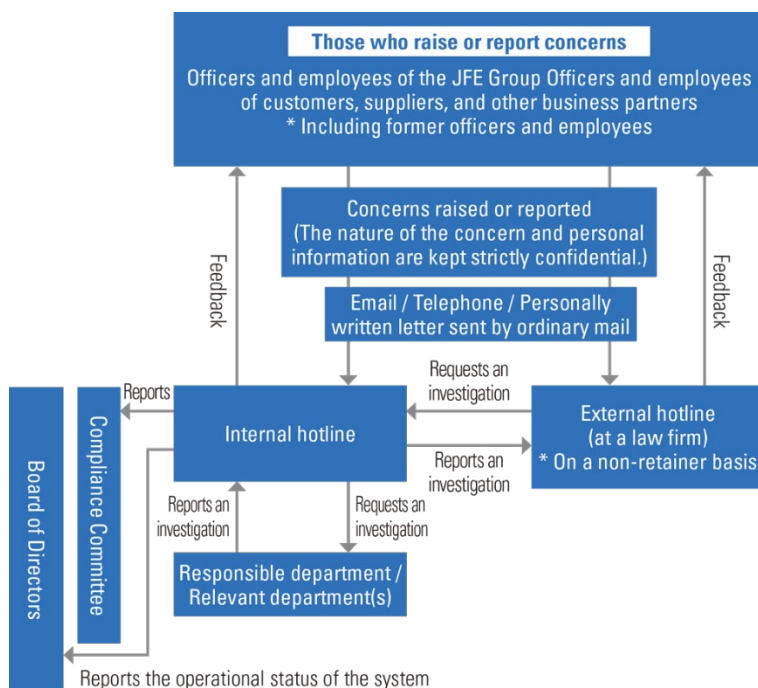 Those who raise or report concerns
Officers and employees of the JFE Group Officers and employees
of customers, suppliers, and other business partners
* Including former officers and employees
Concerns raised or reported
(The nature of the concern and personal
information are kept strictly confidential.)
Feedback
Feedback
Email / Telephone / Personally
written letter sent by ordinary mail
Requests an
investigation
Reports
Internal hotline
External hotline
(at a law firm)
* On a non-retainer basis
Reports an
investigation
Compliance Committee
Board of Directors
Reports an
investigation
Requests an
investigation
Responsible department /
Relevant department(s)
Reports the operational status of the system